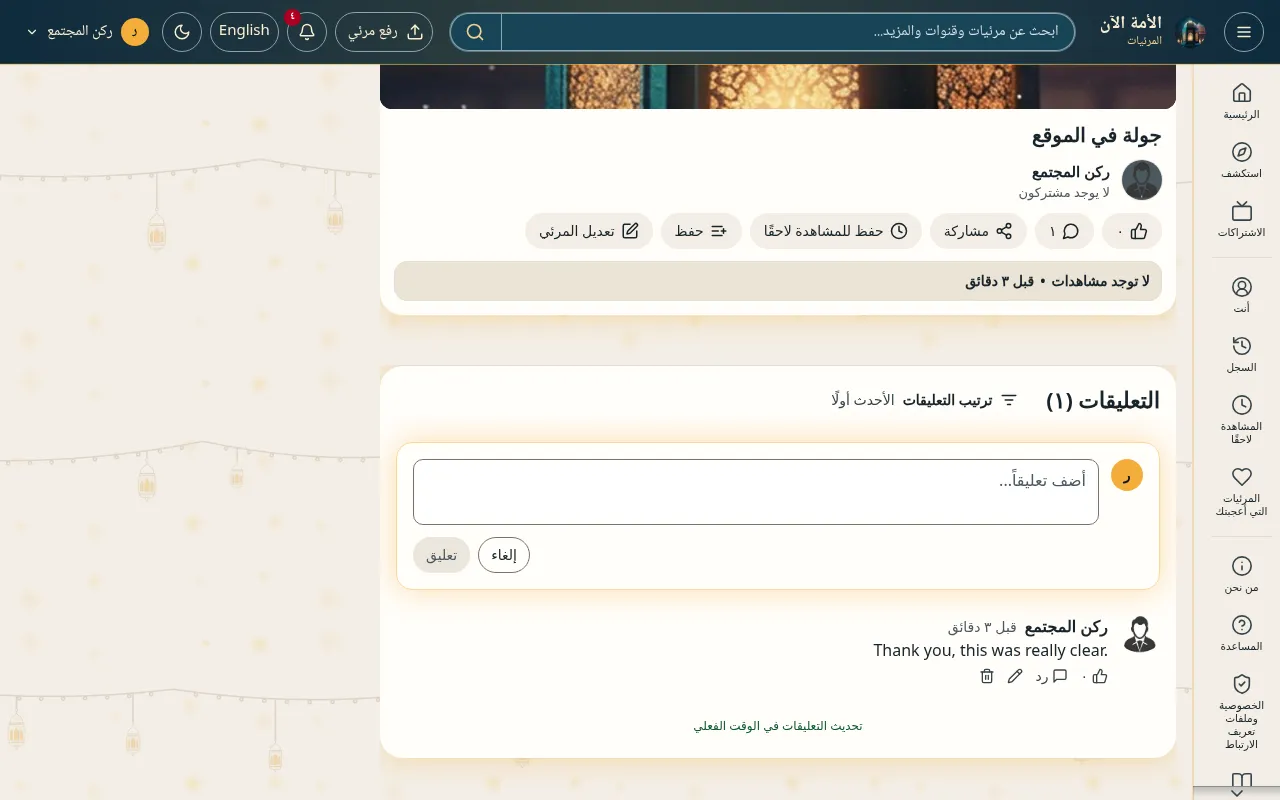 الأمة الآن
المرئيات
ابحث عن مرئيات وقنوات والمزيد...
رفع مرئي
٤
English
ر
ركن المجتمع
الرئيسية
استكشف
الاشتراكات
أنت
السجل
المشاهدة
لاحقًا
المرئيات
التي أعجبتك
من نحن
المساعدة
الخصوصية
وملفات
تعريف
الارتباط
جولة في الموقع
ركن المجتمع
لا يوجد مشتركون
٠
١
مشاركة
حفظ للمشاهدة لاحقًا
حفظ
تعديل المرئي
لا توجد مشاهدات • قبل ٣ دقائق
التعليقات (١)
ترتيب التعليقات الأحدث أولًا
ر
أضف تعليقاً...
إلغاء
تعليق
ركن المجتمع قبل ٣ دقائق
Thank you, this was really clear.
٠
رد
تحديث التعليقات في الوقت الفعلي